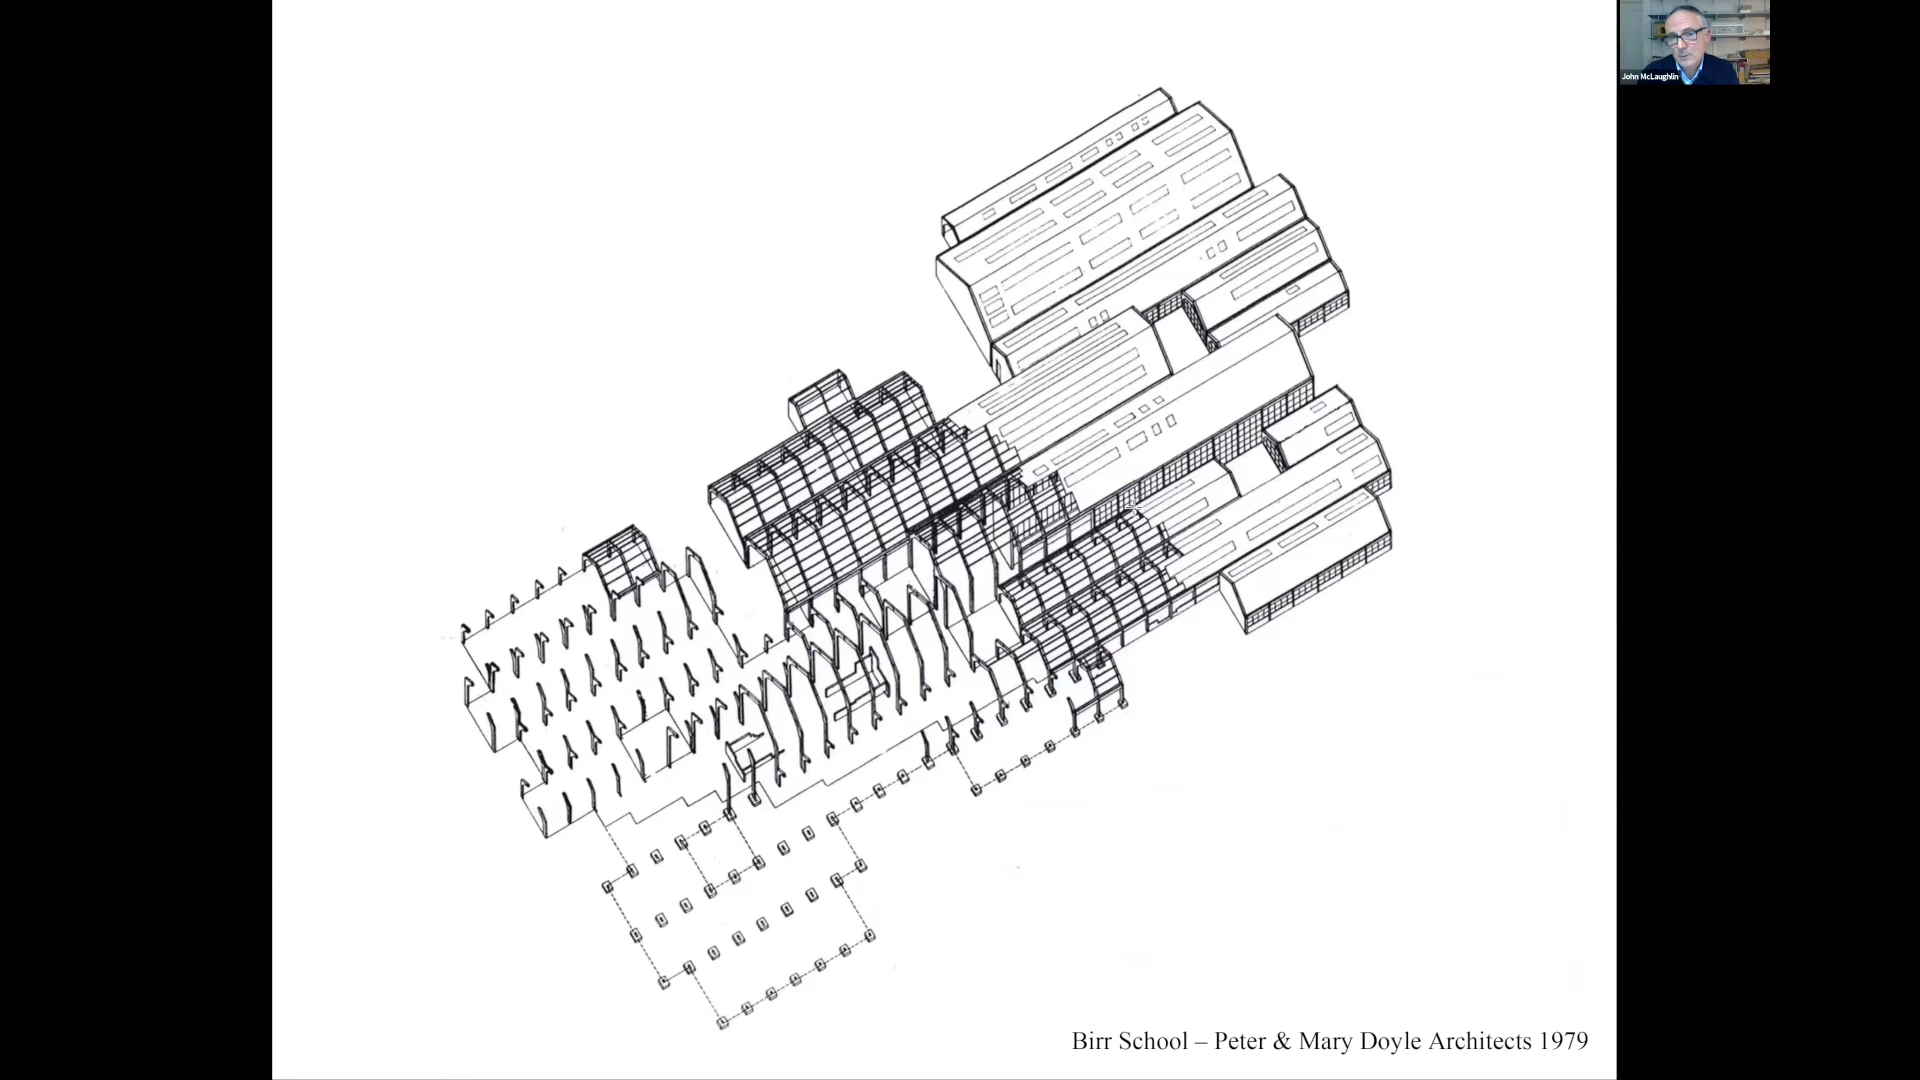 John McLaughlin
Birr School – Peter & Mary Doyle Architects 1979